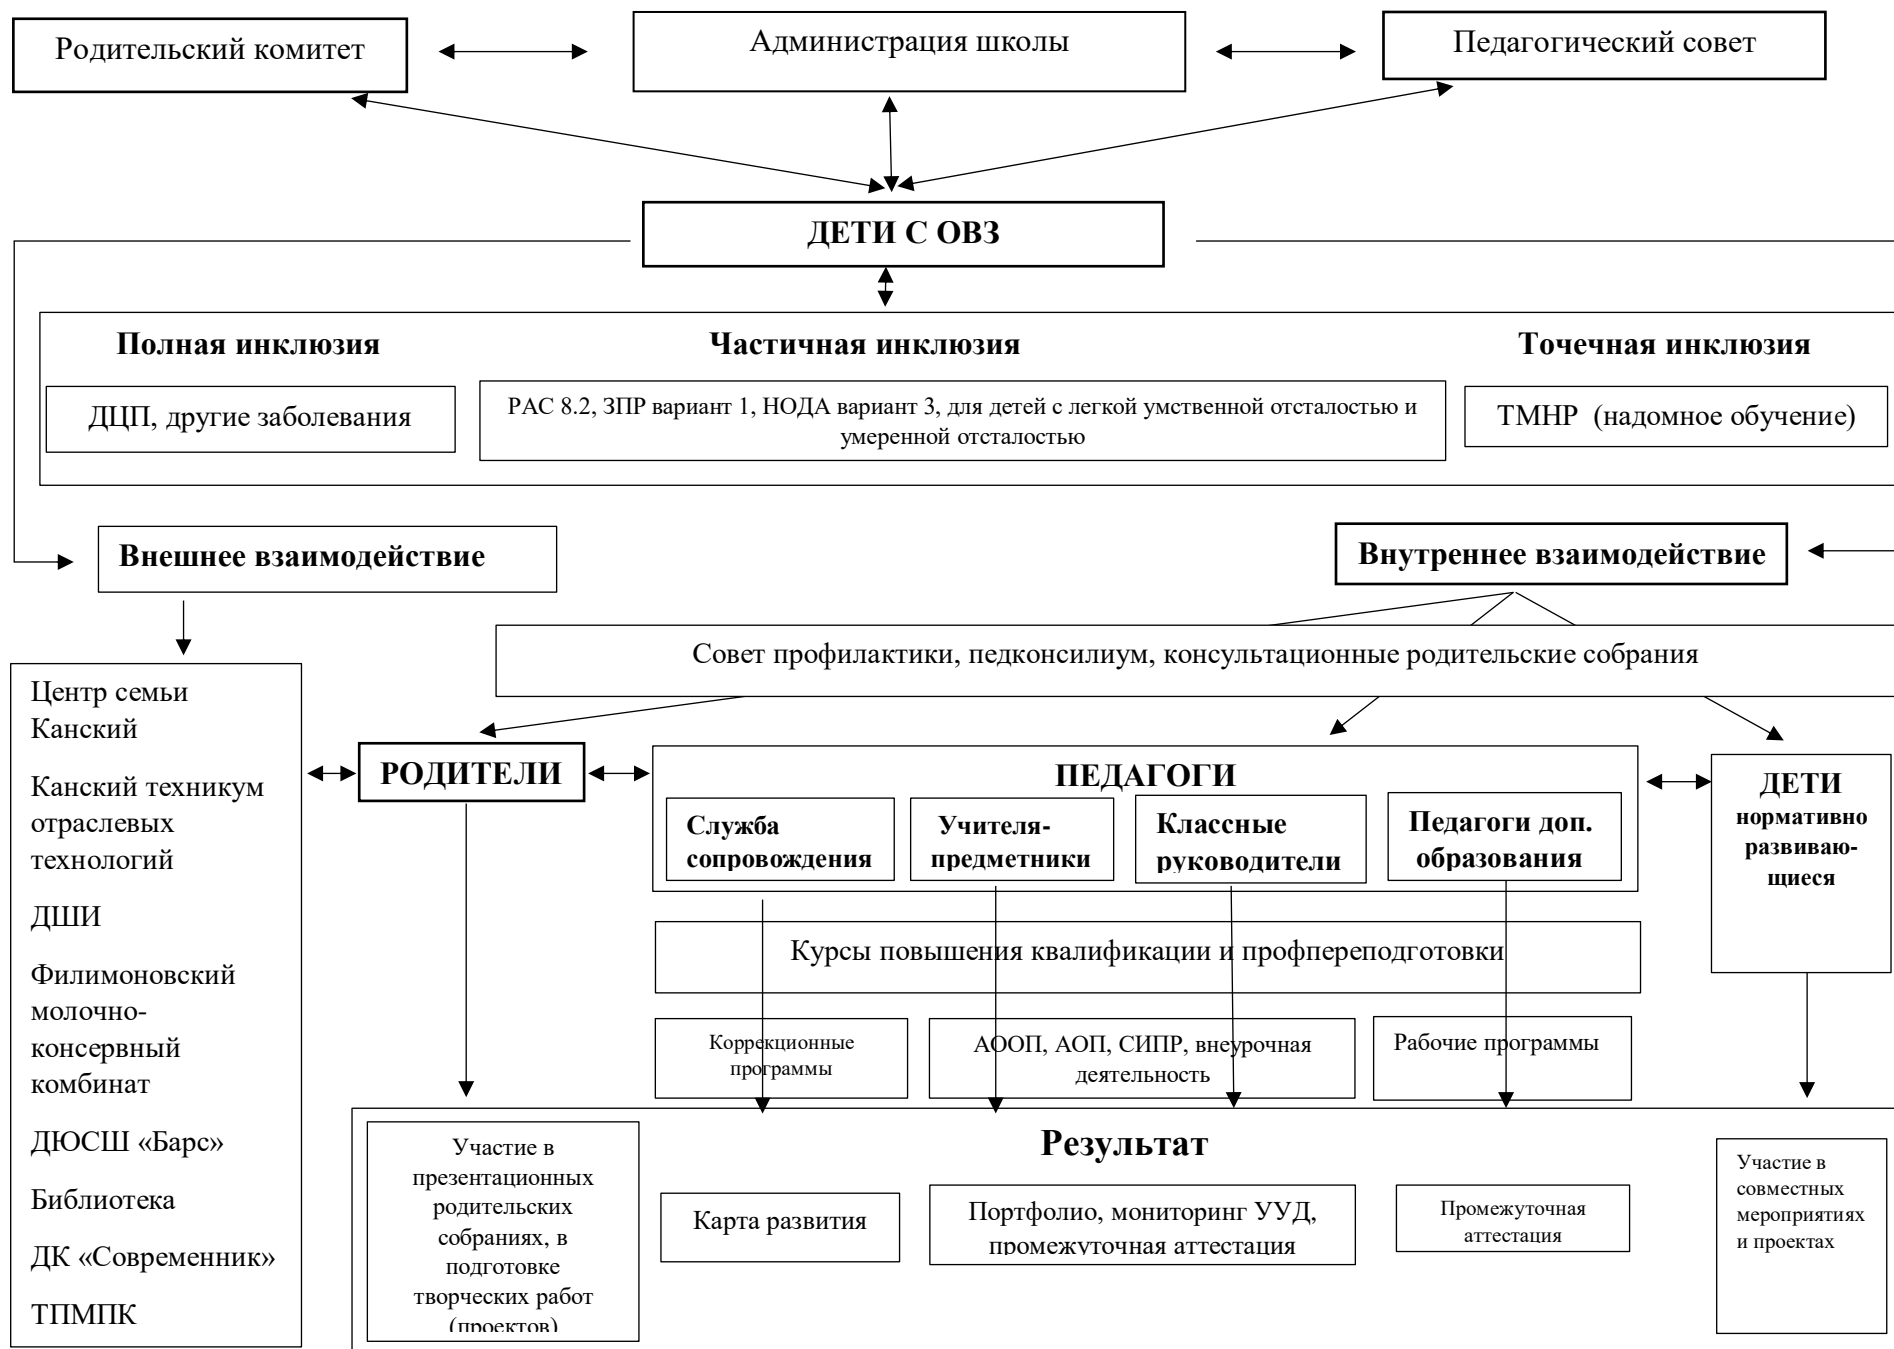 Родительский комитет
Администрация школы
Педагогический совет
ДЕТИ С ОВЗ
Полная инклюзия
Частичная инклюзия
Точечная инклюзия
ДЦП, другие заболевания
РАС 8.2, ЗПР вариант 1, НОДА вариант 3, для детей с легкой умственной отсталостью и
умеренной отсталостью
ТМНР (надомное обучение)
Внешнее взаимодействие
Внутреннее взаимодействие
Совет профилактики, педконсилиум, консультационные родительские собрания
Центр семьи
Канский
Канский техникум
отраслевых
технологий
ДШИ
Филимоновский
молочно-
консервный
комбинат
ДЮСШ «Барс»
Библиотека
ДК «Современник»
ТПМПК
РОДИТЕЛИ
ПЕДАГОГИ
Служба
сопровождения
Учителя-
предметники
Классные
руководители
Педагоги доп.
образования
ДЕТИ
нормативно
развиваю-
щиеся
Курсы повышения квалификации и профпереподготовки
Коррекционные
программы
АООП, АОП, СИПР, внеурочная
деятельность
Рабочие программы
Результат
Участие в
презентационных
родительских
собраниях, в
подготовке
творческих работ
(проектов)
Карта развития
Портфолио, мониторинг УУД,
промежуточная аттестация
Промежуточная
аттестация
Участие в
совместных
мероприятиях
и проектах